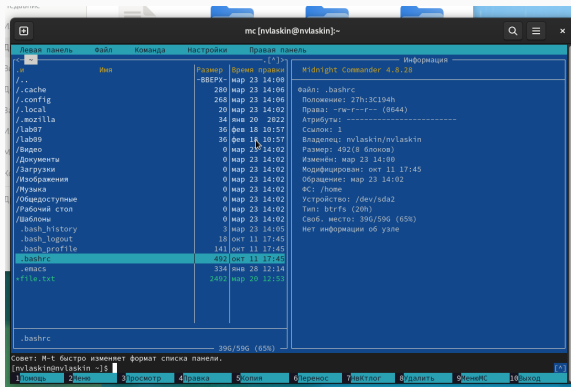 mc [nvlaskin@nvlaskin]:~
Левая панель Файл Команда Настройки Правая панель
<- ~ .[^]>
.и Имя Размер Время правки
/.. -ВВЕРХ- мар 23 14:00
/.cache 280 мар 23 14:06
/.config 268 мар 23 14:06
/.local 20 мар 23 14:02
/.mozilla 34 янв 20 2022
/lab07 36 фев 18 10:57
/lab09 36 фев 18 10:57
/Видео 0 мар 23 14:02
/Документы 0 мар 23 14:02
/Загрузки 0 мар 23 14:02
/Изображения 0 мар 23 14:02
/Музыка 0 мар 23 14:02
/Общедоступные 0 мар 23 14:02
/Рабочий стол 0 мар 23 14:02
/Шаблоны 0 мар 23 14:02
.bash_history 3 мар 23 14:05
.bash_logout 18 окт 11 17:45
.bash_profile 141 окт 11 17:45
.bashrc 492 окт 11 17:45
.emacs 334 янв 28 12:14
*file.txt 2492 мар 20 12:53
.bashrc
39G/59G (65%)
Информация
Midnight Commander 4.8.28
Файл: .bashrc
Положение: 27h:3C194h
Права: -rw-r--r-- (0644)
Атрибуты: ----------------------
Ссылок: 1
Владелец: nvlaskin/nvlaskin
Размер: 492(8 блоков)
Изменён: мар 23 14:00
Модифицирован: окт 11 17:45
Обращение: мар 23 14:02
ФС: /home
Устройство: /dev/sda2
Тип: btrfs (20h)
Своб. место: 39G/59G (65%)
Нет информации об узле
Совет: M-t быстро изменяет формат списка панели.
[nvlaskin@nvlaskin ~]$ [^]
1Помощь 2Меню 3Просмотр 4Правка 5Копия 6Перенос 7НвКтлог 8Удалить 9МенюMC 10Выход